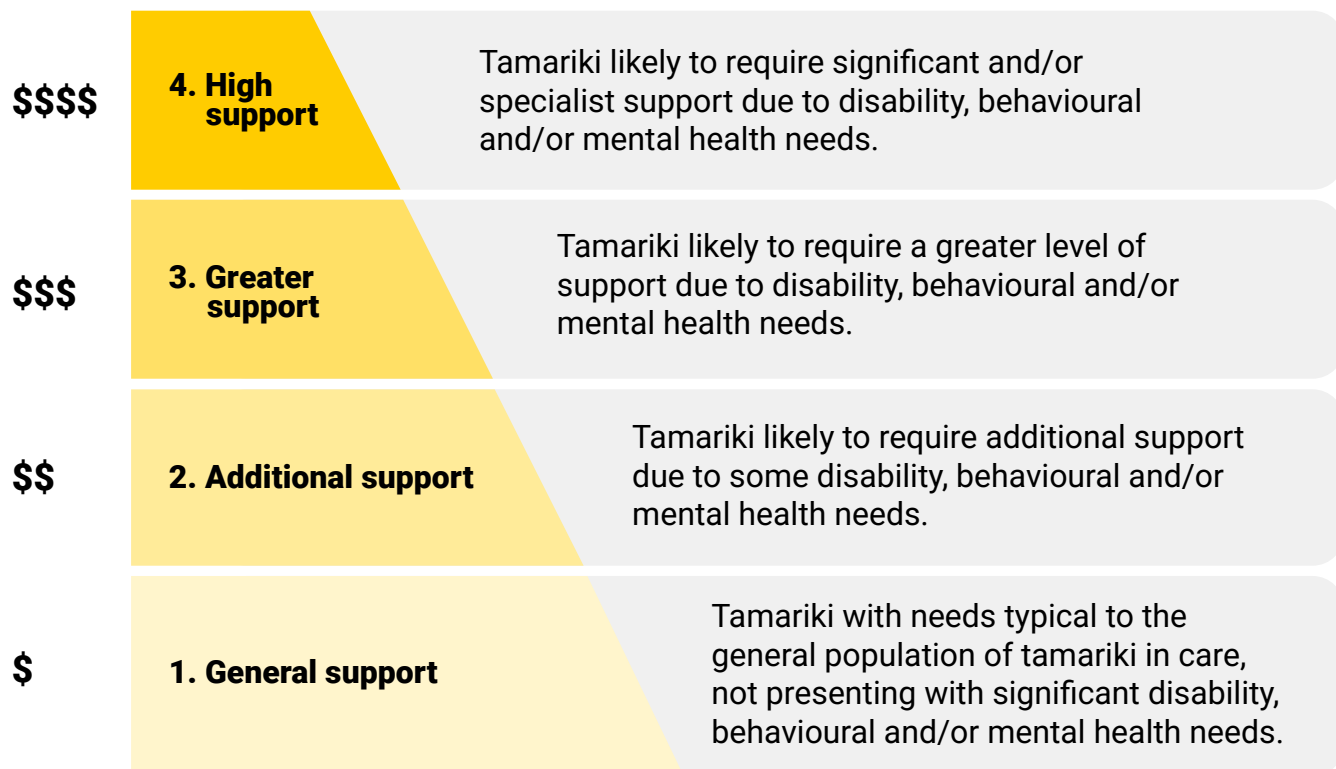 $$$$
4. High
support
Tamariki likely to require significant and/or
specialist support due to disability, behavioural
and/or mental health needs.
$$$
3. Greater
support
Tamariki likely to require a greater level of
support due to disability, behavioural and/or
mental health needs.
$$
2. Additional support
Tamariki likely to require additional support
due to some disability, behavioural and/or
mental health needs.
$
1. General support
Tamariki with needs typical to the
general population of tamariki in care,
not presenting with significant disability,
behavioural and/or mental health needs.